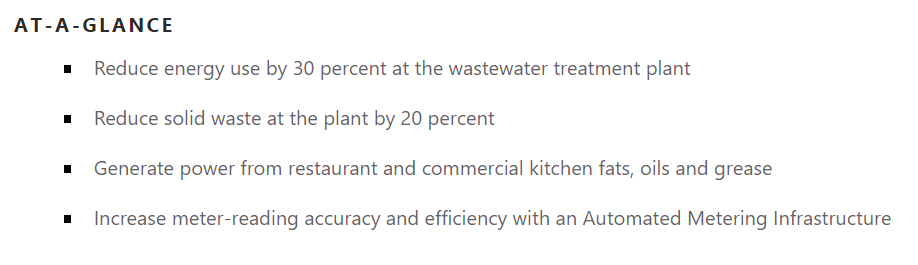 AT-A-GLANCE
Reduce energy use by 30 percent at the wastewater treatment plant
Reduce solid waste at the plant by 20 percent
Generate power from restaurant and commercial kitchen fats, oils and grease
Increase meter-reading accuracy and efficiency with an Automated Metering Infrastructure